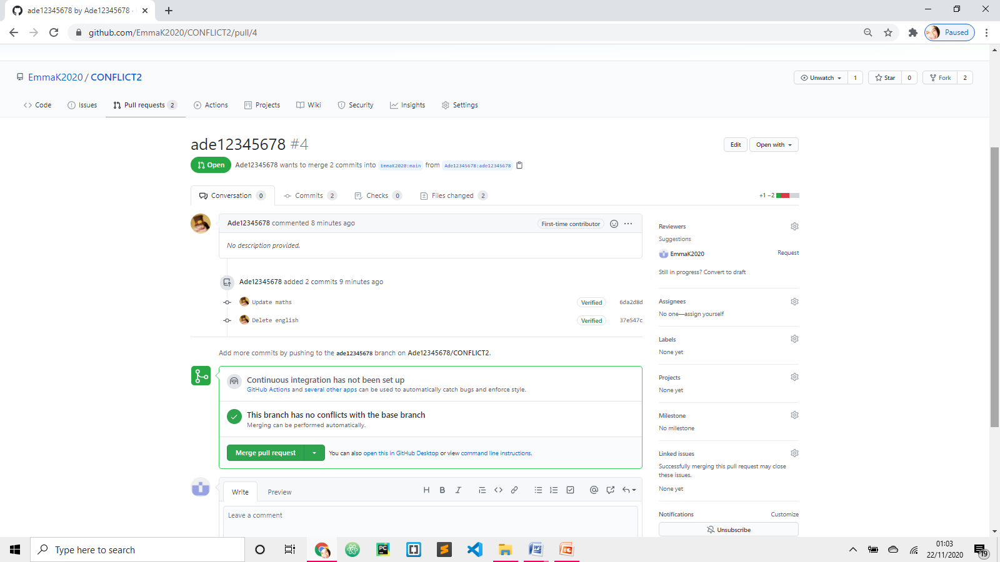 ade12345678 by Ade12345678 ·
github.com/EmmaK2020/CONFLICT2/pull/4
Paused
EmmaK2020 / CONFLICT2
Unwatch 1
Star 0
Fork 2
Code
Issues
Pull requests 2
Actions
Projects
Wiki
Security
Insights
Settings
ade12345678 #4
Edit
Open with
Open
Ade12345678 wants to merge 2 commits into EmmaK2020:main from Ade12345678:ade12345678
Conversation 0
Commits 2
Checks 0
Files changed 2
+1 −2
Ade12345678 commented 8 minutes ago
First-time contributor
No description provided.
Ade12345678 added 2 commits 9 minutes ago
Update maths
Verified
6da2d8d
Delete english
Verified
37e547c
Add more commits by pushing to the ade12345678 branch on Ade12345678/CONFLICT2.
Continuous integration has not been set up
GitHub Actions and several other apps can be used to automatically catch bugs and enforce style.
This branch has no conflicts with the base branch
Merging can be performed automatically.
Merge pull request
You can also open this in GitHub Desktop or view command line instructions.
Write
Preview
Leave a comment
Reviewers
Suggestions
EmmaK2020
Request
Still in progress? Convert to draft
Assignees
No one—assign yourself
Labels
None yet
Projects
None yet
Milestone
No milestone
Linked issues
Successfully merging this pull request may close
these issues.
None yet
Notifications
Customize
Unsubscribe
Type here to search
01:03
22/11/2020
19